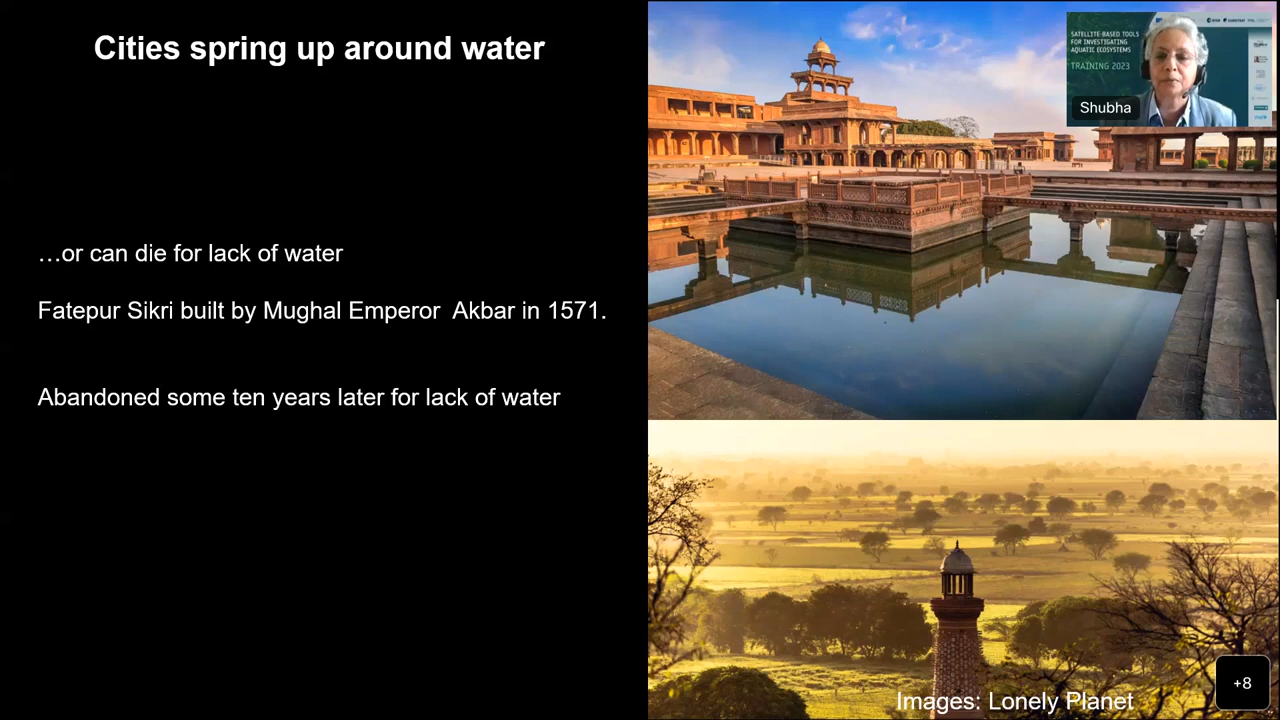 Cities spring up around water
…or can die for lack of water
Fatepur Sikri built by Mughal Emperor  Akbar in 1571.
Abandoned some ten years later for lack of water
SATELLITE-BASED TOOLS
FOR INVESTIGATING
AQUATIC ECOSYSTEMS
TRAINING 2023
Shubha
Images: Lonely Planet
+8